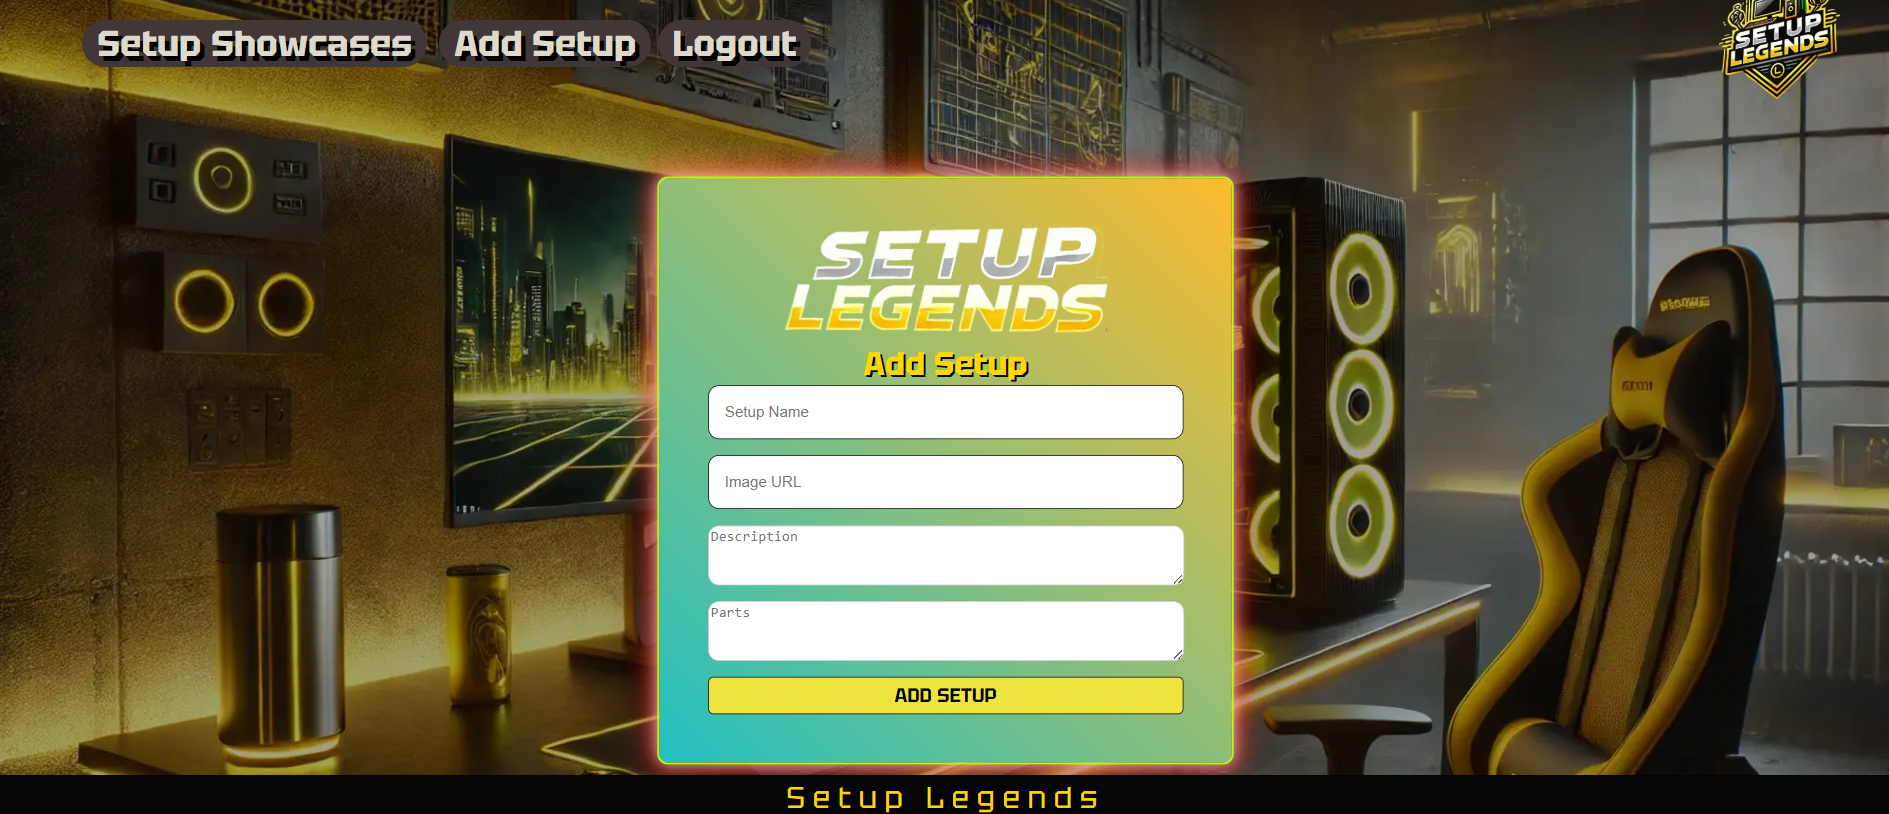 Setup Showcases Add Setup Logout
SETUP
LEGENDS
SETUP
LEGENDS
Add Setup
Setup Name
Image URL
Description
Parts
ADD SETUP
Setup Legends